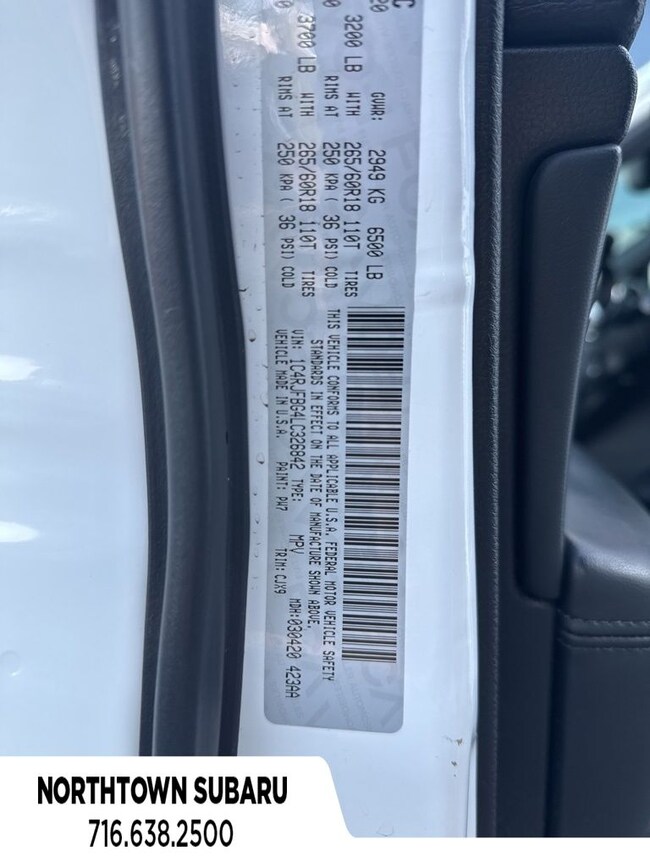 C
20
GVWR: 2949 KG 6500 LB
3200 LB WITH 265/60R18 110T TIRES
RIMS AT 250 KPA ( 36 PSI) COLD
3700 LB WITH 265/60R18 110T TIRES
RIMS AT 250 KPA ( 36 PSI) COLD
THIS VEHICLE CONFORMS TO ALL APPLICABLE U.S.A. FEDERAL MOTOR VEHICLE SAFETY
STANDARDS IN EFFECT ON THE DATE OF MANUFACTURE SHOWN ABOVE.
VIN: 1C4RJFBG4LC326842 TYPE: MPV MDH:030420 423AA
VEHICLE MADE IN U.S.A. PAINT: PW7 TRIM: CJX9
NORTHTOWN SUBARU
716.638.2500